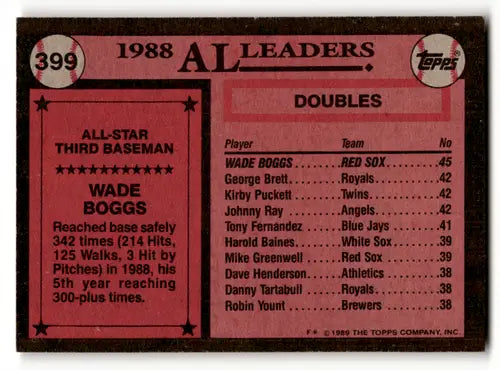 399
1988 AL LEADERS
Topps
ALL-STAR
THIRD BASEMAN
WADE
BOGGS
Reached base safely
342 times (214 Hits,
125 Walks, 3 Hit by
Pitches) in 1988, his
5th year reaching
300-plus times.
DOUBLES
Player Team No
WADE BOGGS.......RED SOX........45
George Brett.......Royals...........42
Kirby Puckett......Twins............42
Johnny Ray........Angels...........42
Tony Fernandez....Blue Jays........41
Harold Baines......White Sox.......39
Mike Greenwell....Red Sox.........39
Dave Henderson...Athletics........38
Danny Tartabull....Royals...........38
Robin Yount........Brewers.........38
F* © 1989 THE TOPPS COMPANY, INC.